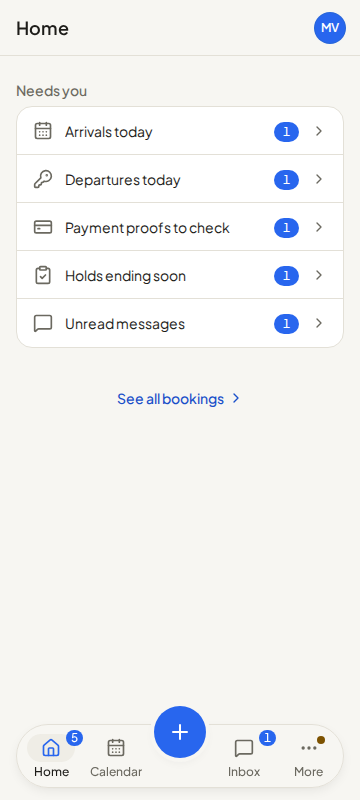 Home
MV
Needs you
Arrivals today 1
Departures today 1
Payment proofs to check 1
Holds ending soon 1
Unread messages 1
See all bookings
5
1
Home
Calendar
Inbox
More